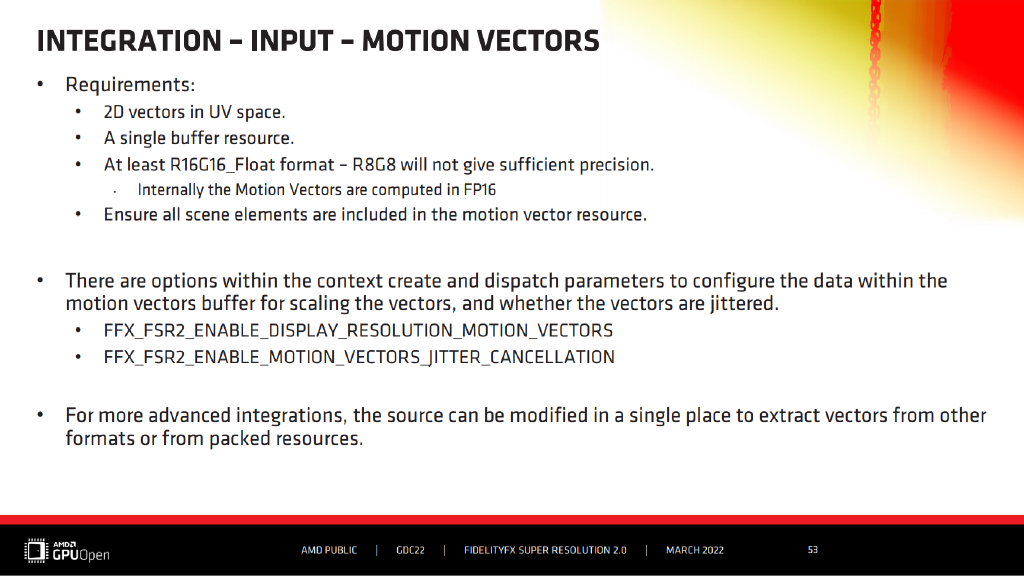 INTEGRATION – INPUT – MOTION VECTORS
• Requirements:
• 2D vectors in UV space.
• A single buffer resource.
• At least R16G16_Float format – R8G8 will not give sufficient precision.
· Internally the Motion Vectors are computed in FP16
• Ensure all scene elements are included in the motion vector resource.
• There are options within the context create and dispatch parameters to configure the data within the
motion vectors buffer for scaling the vectors, and whether the vectors are jittered.
• FFX_FSR2_ENABLE_DISPLAY_RESOLUTION_MOTION_VECTORS
• FFX_FSR2_ENABLE_MOTION_VECTORS_JITTER_CANCELLATION
• For more advanced integrations, the source can be modified in a single place to extract vectors from other
formats or from packed resources.
AMD
GPUOpen
AMD PUBLIC | GDC22 | FIDELITYFX SUPER RESOLUTION 2.0 | MARCH 2022 53